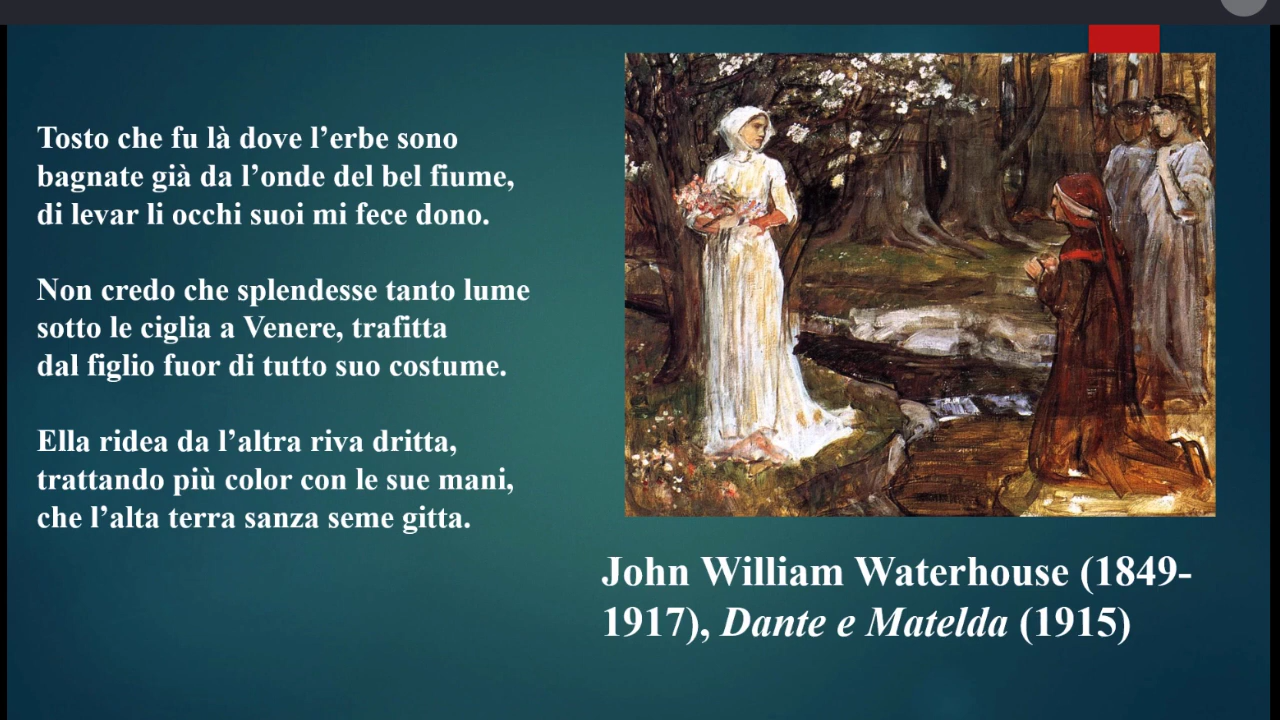 Tosto che fu là dove l’erbe sono
bagnate già da l’onde del bel fiume,
di levar li occhi suoi mi fece dono.
Non credo che splendesse tanto lume
sotto le ciglia a Venere, trafitta
dal figlio fuor di tutto suo costume.
Ella ridea da l’altra riva dritta,
trattando più color con le sue mani,
che l’alta terra sanza seme gitta.
John William Waterhouse (1849-
1917), Dante e Matelda (1915)